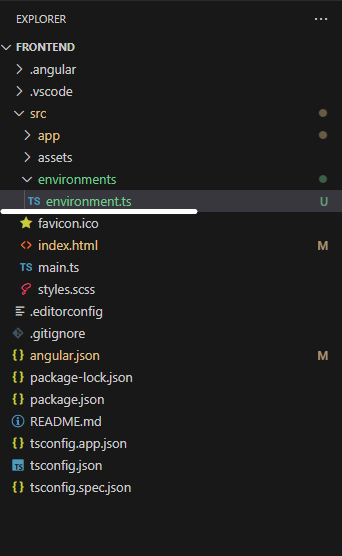 EXPLORER ...
FRONTEND
.angular
.vscode
src
app
assets
environments
TS environment.ts U
favicon.ico
<> index.html M
TS main.ts
styles.scss
.editorconfig
.gitignore
{} angular.json M
{} package-lock.json
{} package.json
README.md
{} tsconfig.app.json
TS tsconfig.json
{} tsconfig.spec.json